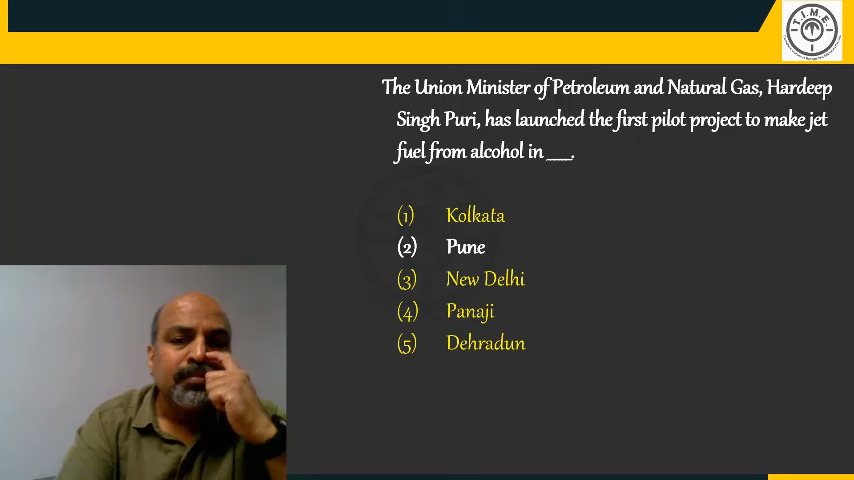 T.I.M.E.
The Union Minister of Petroleum and Natural Gas, Hardeep
Singh Puri, has launched the first pilot project to make jet
fuel from alcohol in ___.
(1) Kolkata
(2) Pune
(3) New Delhi
(4) Panaji
(5) Dehradun